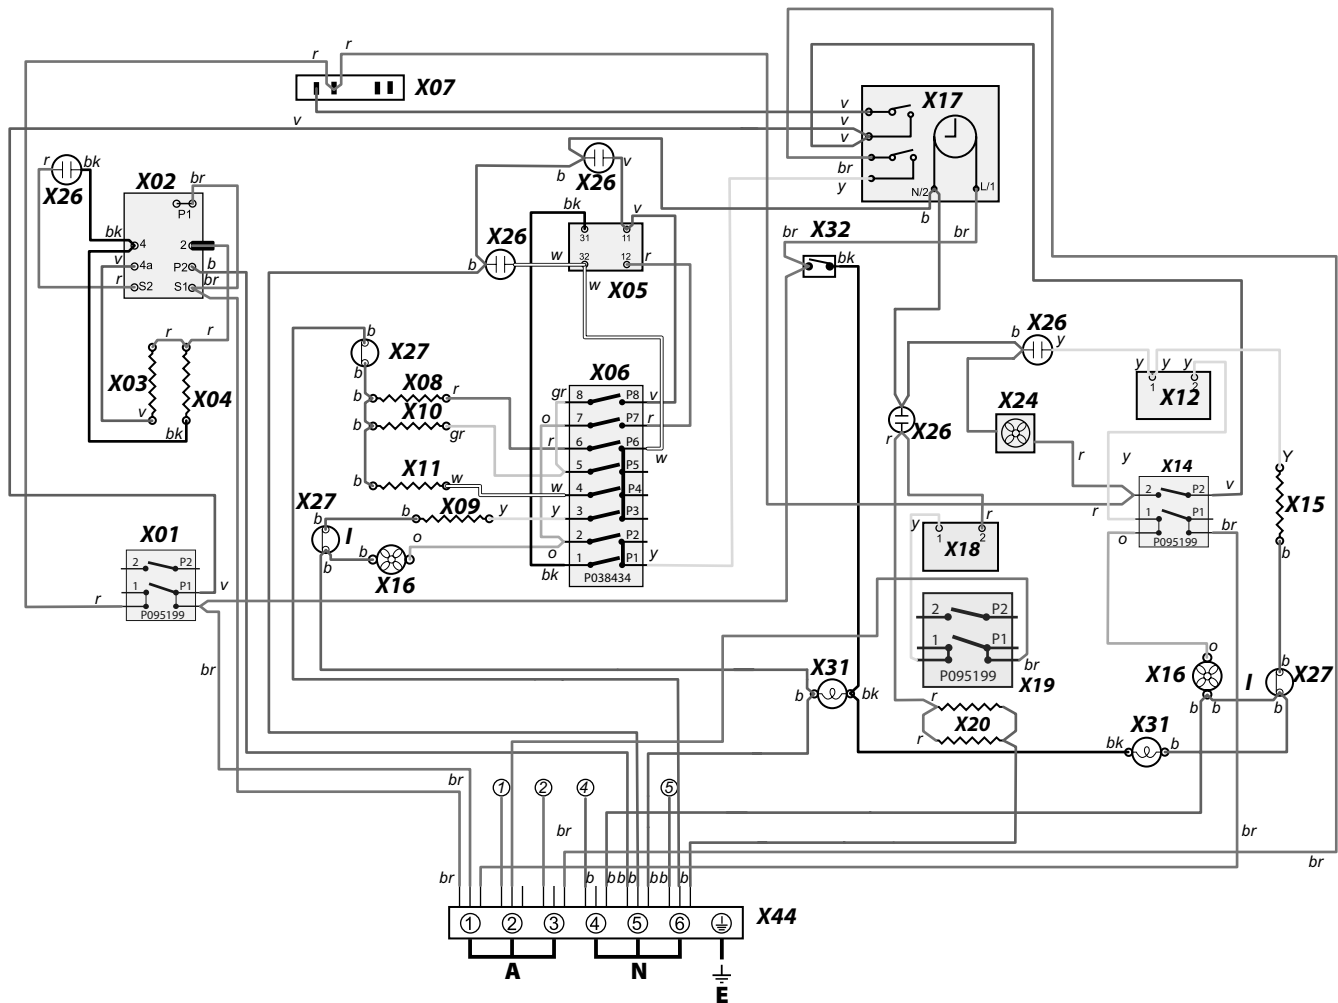 r
r
X07
v
X17
v
v
v
br
y
N/2
L/1
b
br
r
bk
X26
X02
br
P1
bk
4
2
v
4a
P2
b
r
S2
S1
br
r
r
X03
X04
v
bk
b
X26
v
bk
v
31
11
32
12
r
X26
b
w
w
X05
X32
br
bk
b
X27
b
b
X08
r
b
X10
gr
b
X11
w
X27
b
b
X09
y
I
b
b
X16
o
X06
gr
8
P8
v
o
7
P7
r
r
6
P6
w
5
P5
w
4
P4
y
3
P3
2
P2
o
1
P1
y
bk
P038434
b
X26
y
y
y
y
1
2
X12
X24
r
y
r
X26
r
y
1
2
X18
X14
2
P2
v
1
P1
br
r
o
P095199
Y
X15
b
X01
2
P2
1
P1
v
r
P095199
br
2
P2
1
P1
br
P095199
X19
r
X20
r
X31
b
bk
X16
o
b
b
I
b
X27
b
X31
bk
b
1
2
4
5
br
br
br
br
br
b
b
b
b
b
b
b
1
2
3
4
5
6
X44
A
N
E